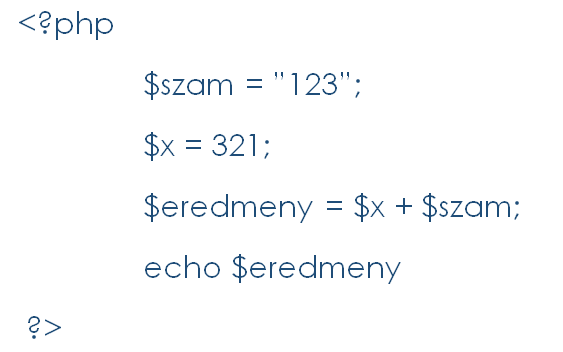 <?php
$szam = "123";
$x = 321;
$eredmeny = $x + $szam;
echo $eredmeny
?>